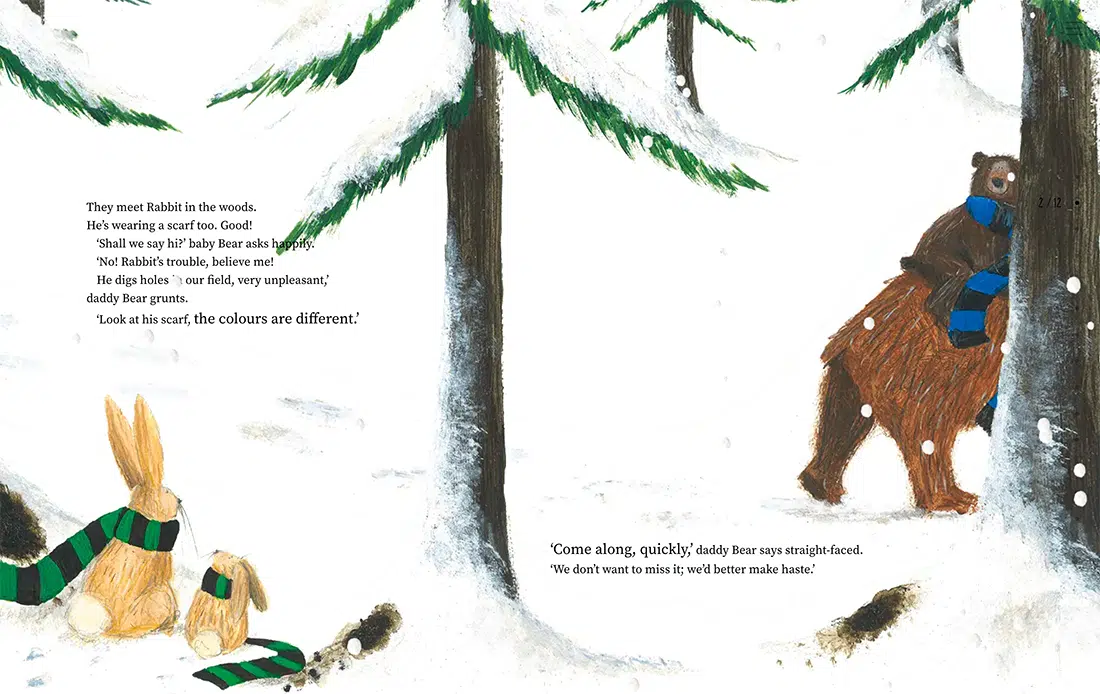 They meet Rabbit in the woods.
He's wearing a scarf too. Good!
‘Shall we say hi?’ baby Bear asks happily.
‘No! Rabbit's trouble, believe me!
He digs holes in our field, very unpleasant,’
daddy Bear grunts.
‘Look at his scarf, the colours are different.’
2 / 12
‘Come along, quickly,’ daddy Bear says straight-faced.
‘We don't want to miss it; we'd better make haste.’